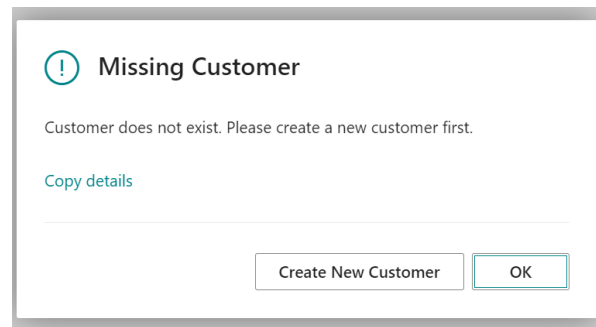 Missing Customer
Customer does not exist. Please create a new customer first.
Copy details
Create New Customer
OK